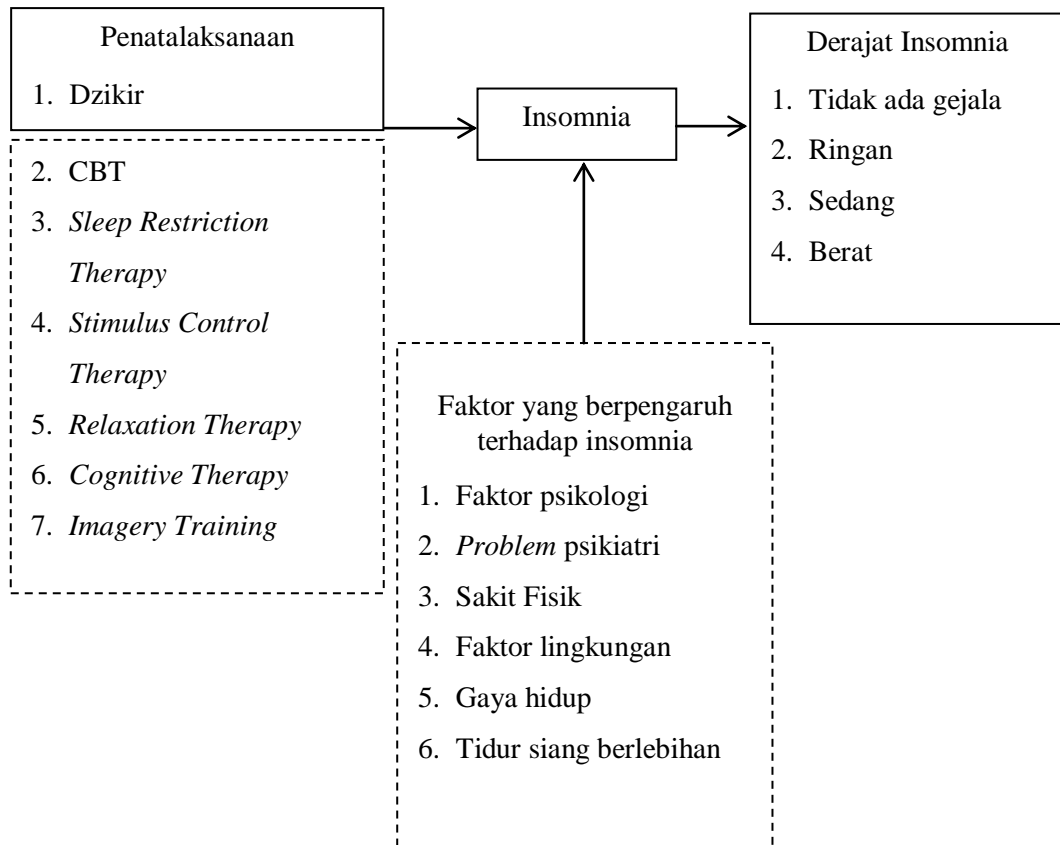 Penatalaksanaan
1. Dzikir
2. CBT
3. Sleep Restriction
Therapy
4. Stimulus Control
Therapy
5. Relaxation Therapy
6. Cognitive Therapy
7. Imagery Training
Insomnia
Derajat Insomnia
1. Tidak ada gejala
2. Ringan
3. Sedang
4. Berat
Faktor yang berpengaruh
terhadap insomnia
1. Faktor psikologi
2. Problem psikiatri
3. Sakit Fisik
4. Faktor lingkungan
5. Gaya hidup
6. Tidur siang berlebihan